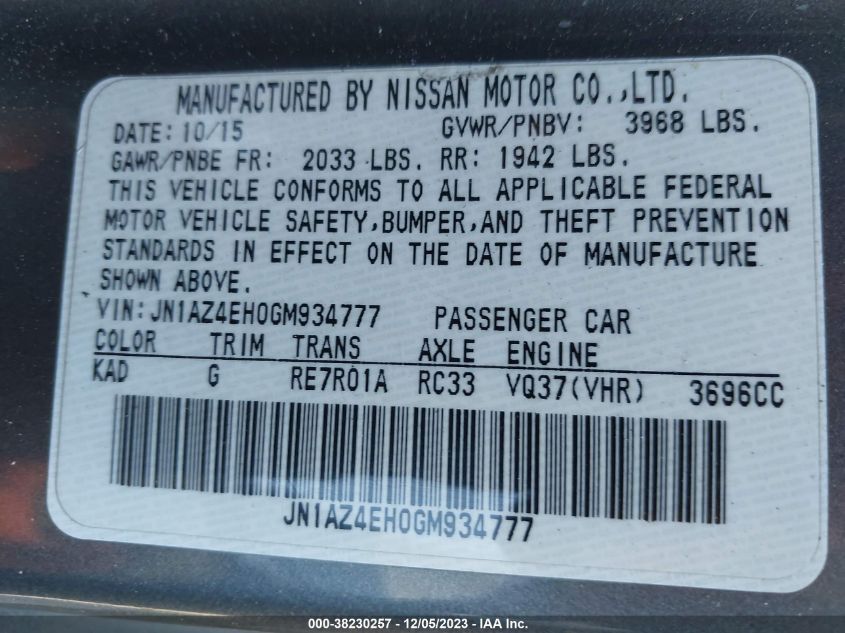 MANUFACTURED BY NISSAN MOTOR CO.,LTD.
DATE: 10/15 GVWR/PNBV: 3968 LBS.
GAWR/PNBE FR: 2033 LBS. RR: 1942 LBS.
THIS VEHICLE CONFORMS TO ALL APPLICABLE FEDERAL
MOTOR VEHICLE SAFETY,BUMPER,AND THEFT PREVENTION
STANDARDS IN EFFECT ON THE DATE OF MANUFACTURE
SHOWN ABOVE.
VIN:JN1AZ4EH0GM934777 PASSENGER CAR
COLOR TRIM TRANS AXLE ENGINE
KAD G RE7R01A RC33 VQ37(VHR) 3696CC
JN1AZ4EH0GM934777
000-38230257 - 12/05/2023 - IAA Inc.